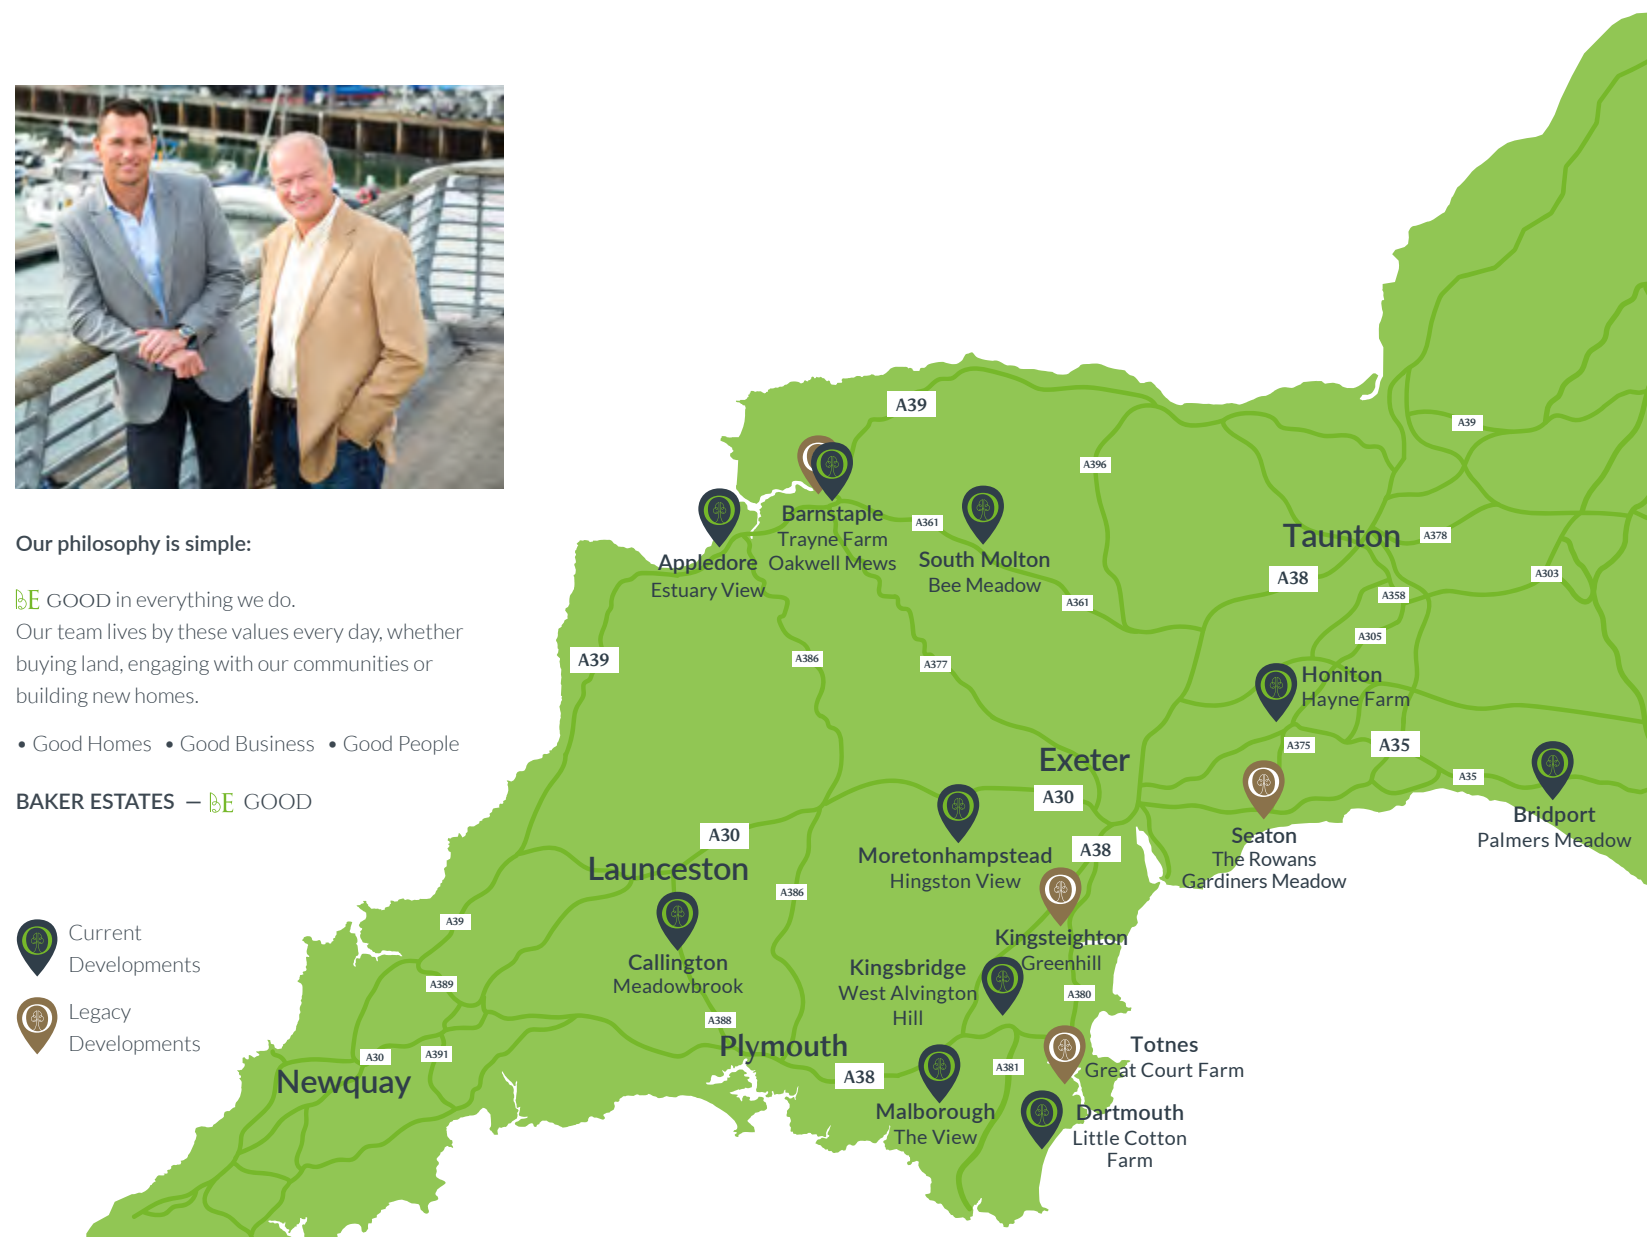 Our philosophy is simple:
BE GOOD in everything we do.
Our team lives by these values every day, whether
buying land, engaging with our communities or
building new homes.
• Good Homes • Good Business • Good People
BAKER ESTATES — BE GOOD
Current
Developments
Legacy
Developments
A39
A39
A396
Barnstaple
Trayne Farm
Oakwell Mews
A361
South Molton
Bee Meadow
Appledore
Estuary View
Taunton
A378
A38
A303
A358
A361
A305
A39
A386
A377
Honiton
Hayne Farm
A375
A35
A35
Exeter
A30
Bridport
Palmers Meadow
Seaton
The Rowans
Gardiners Meadow
A30
A38
Moretonhampstead
Hingston View
Launceston
A386
A39
Callington
Meadowbrook
Kingsteighton
Greenhill
Kingsbridge
West Alvington
Hill
A389
A380
A388
Plymouth
A38
A30
A391
Newquay
A381
Totnes
Great Court Farm
Malborough
The View
Dartmouth
Little Cotton
Farm